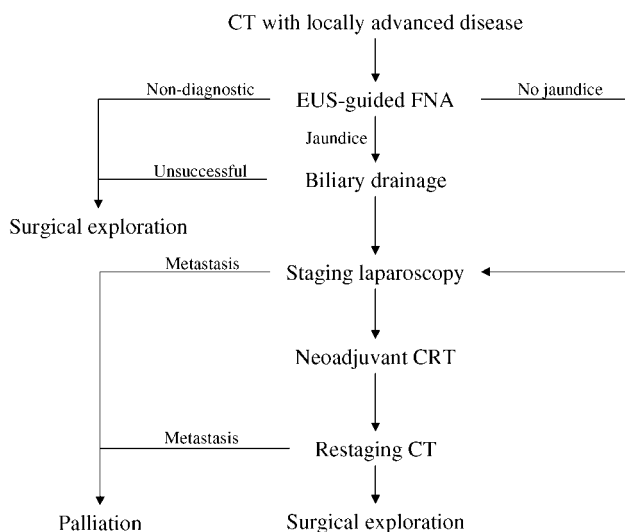 CT with locally advanced disease
Non-diagnostic
EUS-guided FNA
No jaundice
Jaundice
Unsuccessful
Biliary drainage
Surgical exploration
Metastasis
Staging laparoscopy
Neoadjuvant CRT
Metastasis
Restaging CT
Palliation
Surgical exploration